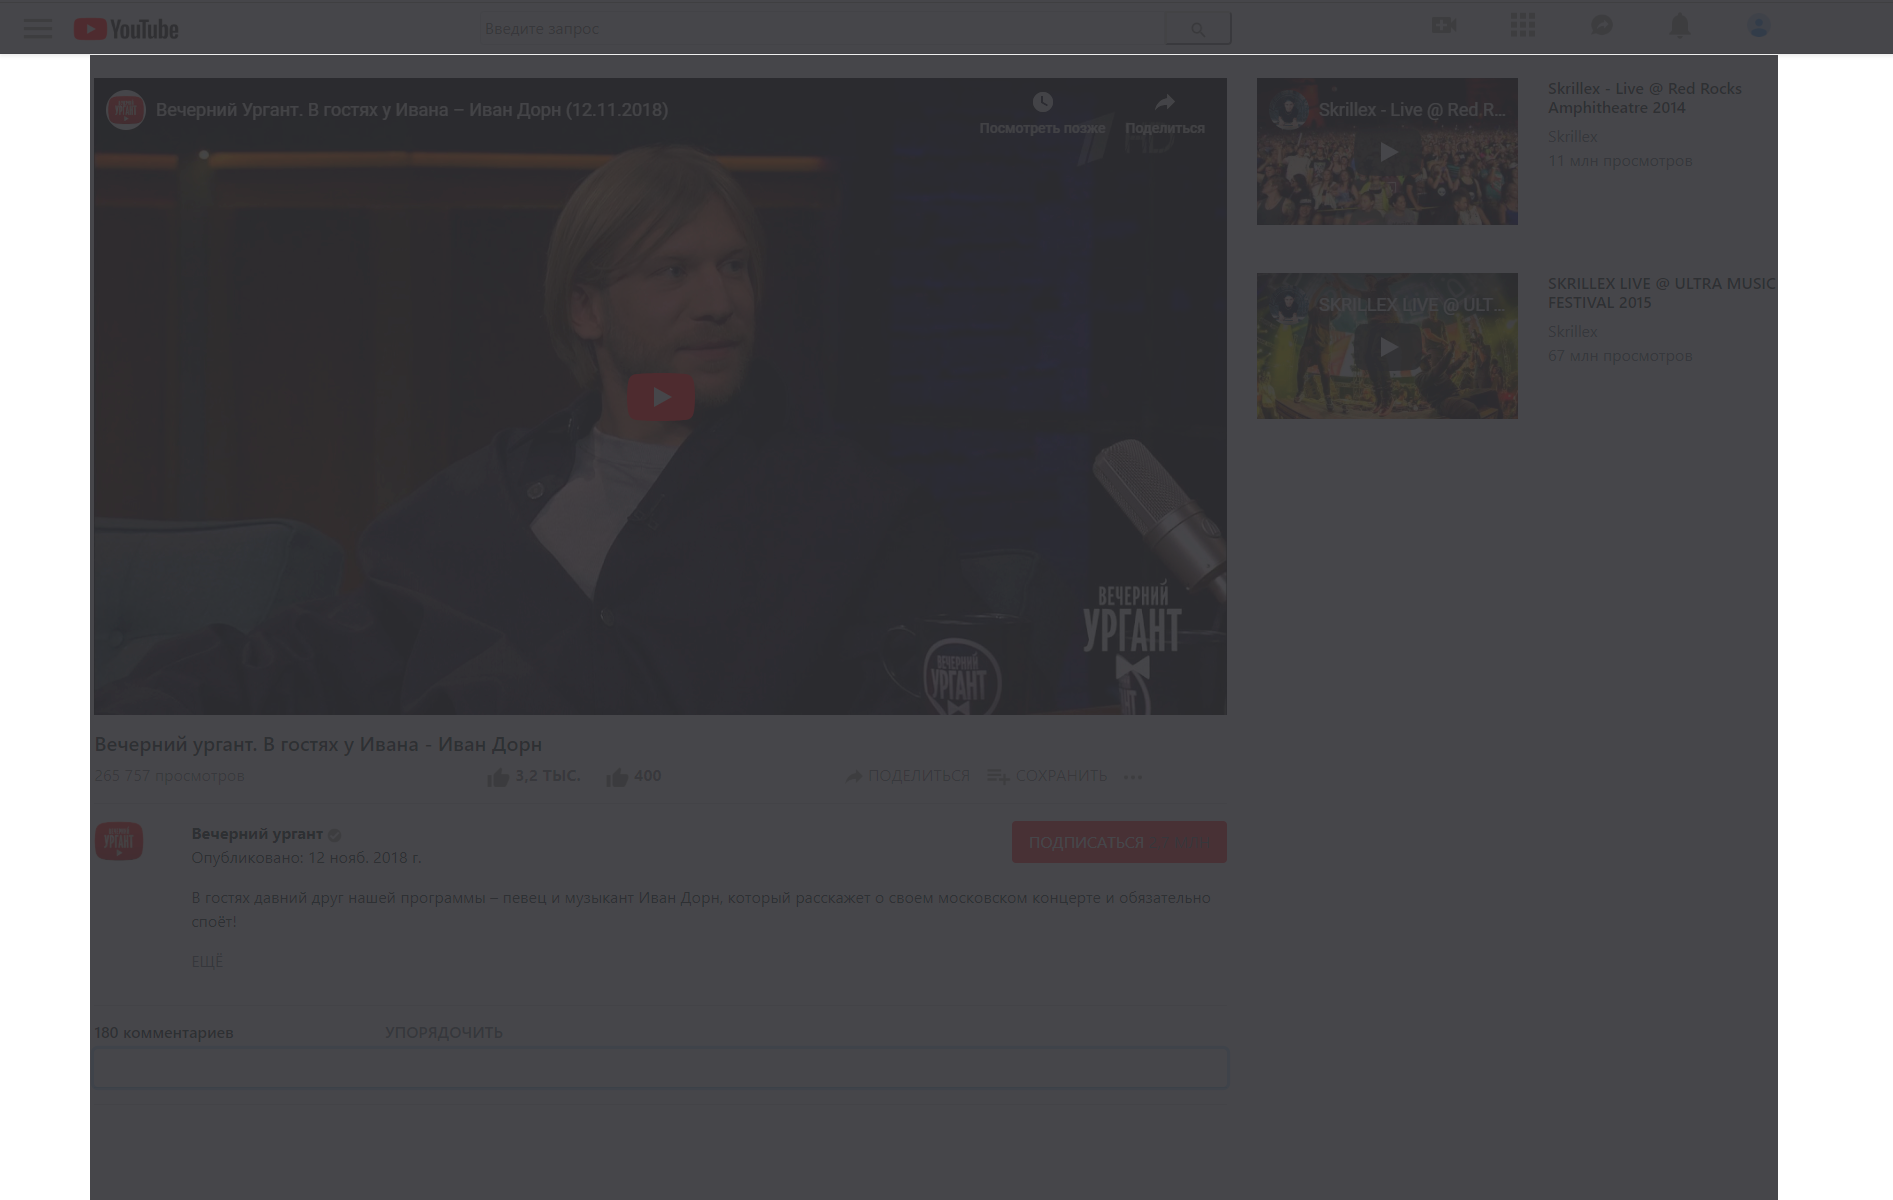 YouTube
Введите запрос
Вечерний Ургант. В гостях у Ивана – Иван Дорн (12.11.2018)
Посмотреть позже
Поделиться
HD
ВЕЧЕРНИЙ
УРГАНТ
ВЕЧЕРНИЙ
УРГАНТ
Skrillex - Live @ Red R...
Skrillex - Live @ Red Rocks
Amphitheatre 2014
Skrillex
11 млн просмотров
SKRILLEX LIVE @ ULT...
SKRILLEX LIVE @ ULTRA MUSIC
FESTIVAL 2015
Skrillex
67 млн просмотров
Вечерний ургант. В гостях у Ивана - Иван Дорн
265 757 просмотров
3,2 ТЫС.
400
ПОДЕЛИТЬСЯ
СОХРАНИТЬ
Вечерний ургант
Опубликовано: 12 нояб. 2018 г.
ПОДПИСАТЬСЯ
В гостях давний друг нашей программы – певец и музыкант Иван Дорн, который расскажет о своем московском концерте и обязательно
споёт!
ЕЩЁ
180 комментариев
УПОРЯДОЧИТЬ